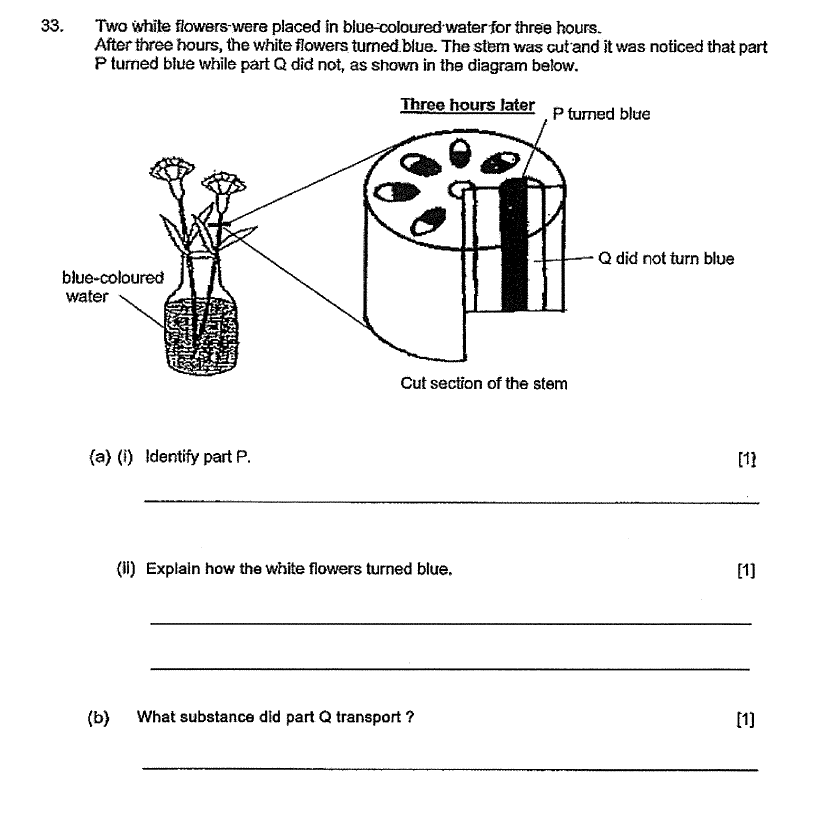 33. Two white flowers were placed in blue-coloured water for three hours.
After three hours, the white flowers turned blue. The stem was cut and it was noticed that part
P turned blue while part Q did not, as shown in the diagram below.
Three hours later
P turned blue
Q did not turn blue
blue-coloured
water
Cut section of the stem
(a) (i) Identify part P. [1]
(ii) Explain how the white flowers turned blue. [1]
(b) What substance did part Q transport ? [1]